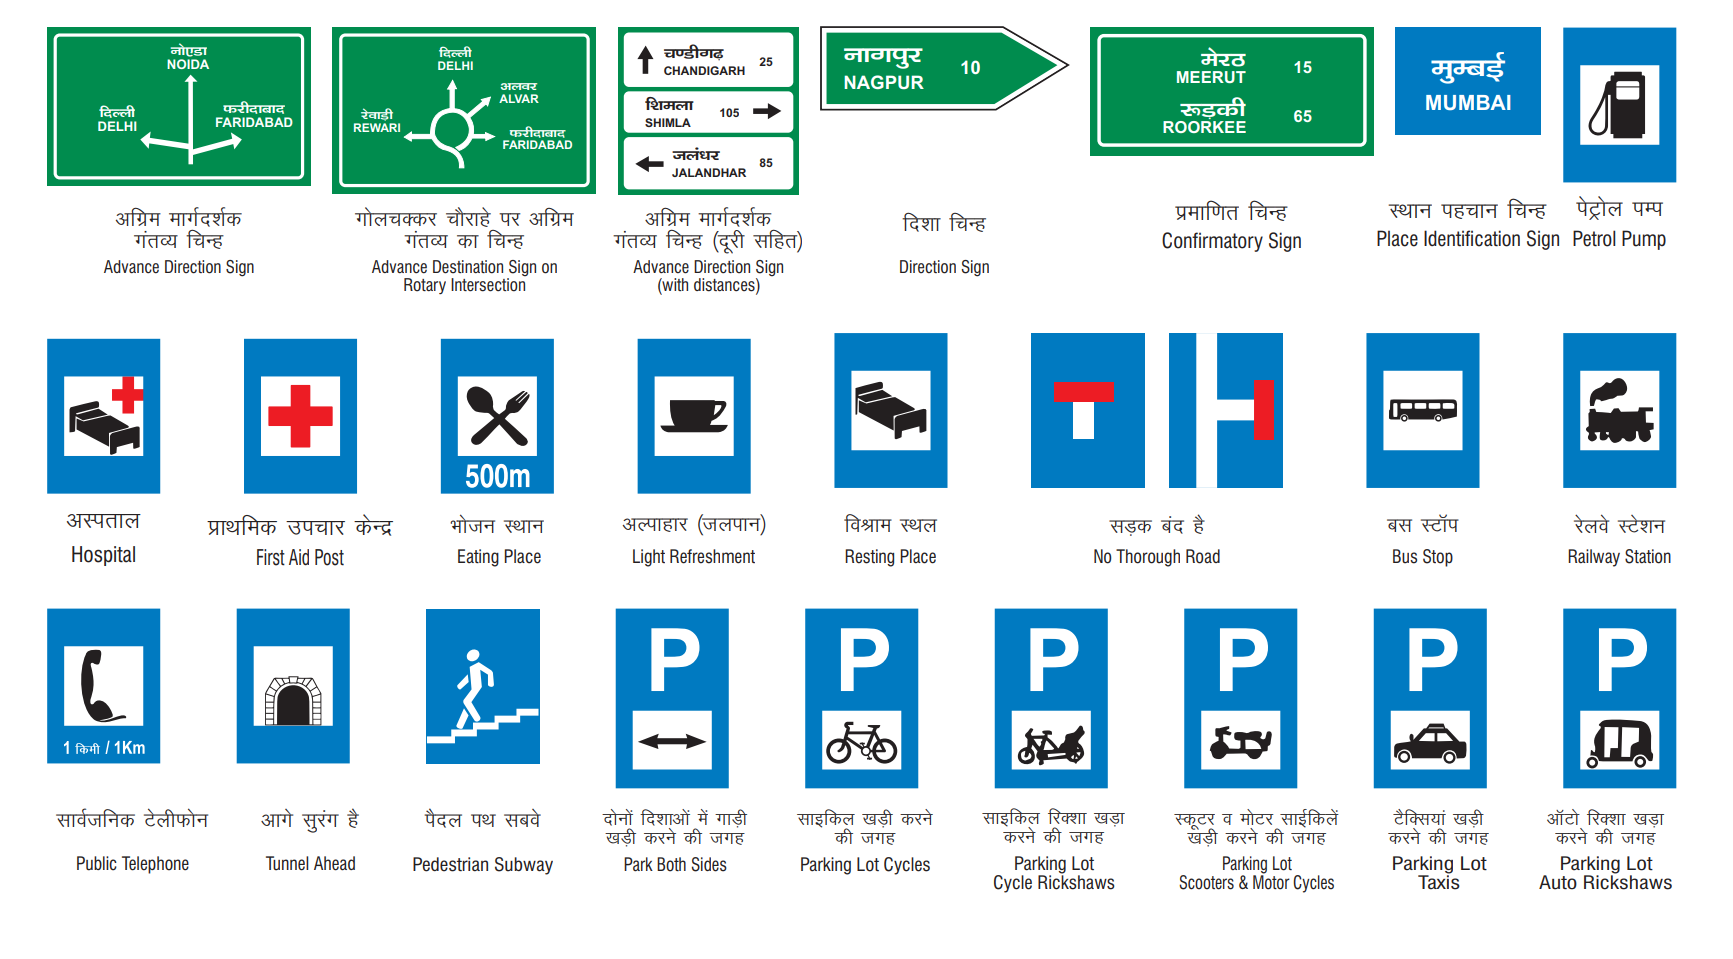 नोएडा
NOIDA
दिल्ली
DELHI
फरीदाबाद
FARIDABAD
अग्रिम मार्गदर्शक
गंतव्य चिन्ह
Advance Direction Sign
दिल्ली
DELHI
अलवर
ALVAR
रेवाड़ी
REWARI
फरीदाबाद
FARIDABAD
गोलचक्कर चौराहे पर अग्रिम
गंतव्य का चिन्ह
Advance Destination Sign on
Rotary Intersection
चण्डीगढ़
CHANDIGARH 25
शिमला
SHIMLA 105
जलंधर
JALANDHAR 85
अग्रिम मार्गदर्शक
गंतव्य चिन्ह (दूरी सहित)
Advance Direction Sign
(with distances)
नागपुर
NAGPUR 10
दिशा चिन्ह
Direction Sign
मेरठ
MEERUT 15
रूड़की
ROORKEE 65
प्रमाणित चिन्ह
Confirmatory Sign
मुम्बई
MUMBAI
स्थान पहचान चिन्ह
Place Identification Sign
पेट्रोल पम्प
Petrol Pump
अस्पताल
Hospital
प्राथमिक उपचार केन्द्र
First Aid Post
500m
भोजन स्थान
Eating Place
अल्पाहार (जलपान)
Light Refreshment
विश्राम स्थल
Resting Place
सड़क बंद है
No Thorough Road
बस स्टॉप
Bus Stop
रेलवे स्टेशन
Railway Station
1 किमी / 1Km
सार्वजनिक टेलीफोन
Public Telephone
आगे सुरंग है
Tunnel Ahead
पैदल पथ सबवे
Pedestrian Subway
P
दोनों दिशाओं में गाड़ी
खड़ी करने की जगह
Park Both Sides
P
साइकिल खड़ी करने
की जगह
Parking Lot Cycles
P
साइकिल रिक्शा खड़ा
करने की जगह
Parking Lot
Cycle Rickshaws
P
स्कूटर व मोटर साईकिलें
खड़ी करने की जगह
Parking Lot
Scooters & Motor Cycles
P
टैक्सियां खड़ी
करने की जगह
Parking Lot
Taxis
P
ऑटो रिक्शा खड़ा
करने की जगह
Parking Lot
Auto Rickshaws